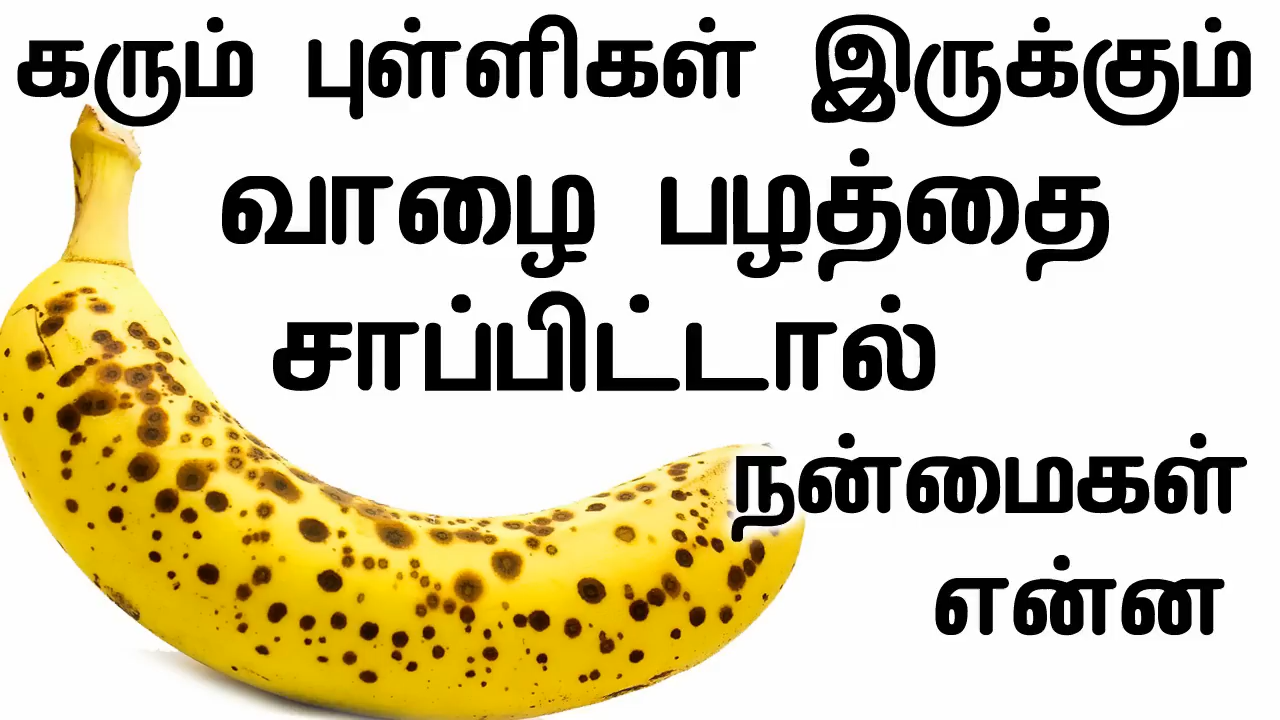 கரும் புள்ளிகள் இருக்கும்
வாழை பழத்தை
சாப்பிட்டால்
நன்மைகள்
என்ன